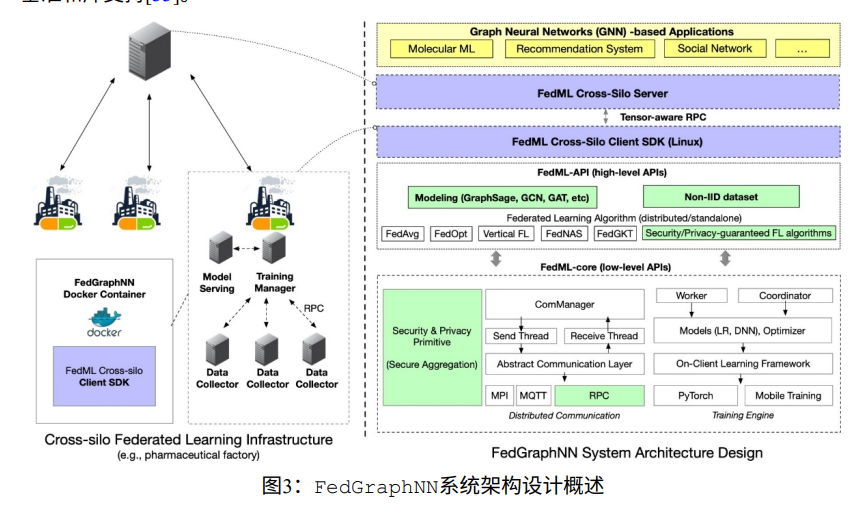 Graph Neural Networks (GNN) -based Applications
Molecular ML
Recommendation System
Social Network
...
FedML Cross-Silo Server
Tensor-aware RPC
FedML Cross-Silo Client SDK (Linux)
FedML-API (high-level APIs)
Modeling (GraphSage, GCN, GAT, etc)
Non-IID dataset
Federated Learning Algorithm (distributed/standalone)
FedAvg
FedOpt
Vertical FL
FedNAS
FedGKT
Security/Privacy-guaranteed FL algorithms
FedML-core (low-level APIs)
Security & Privacy
Primitive
(Secure Aggregation)
ComManager
Send Thread
Receive Thread
Abstract Communication Layer
MPI
MQTT
RPC
Distributed Communication
Worker
Coordinator
Models (LR, DNN), Optimizer
On-Client Learning Framework
PyTorch
Mobile Training
Training Engine
FedGraphNN System Architecture Design
FedGraphNN
Docker Container
docker
FedML Cross-silo
Client SDK
Model
Serving
Training
Manager
RPC
Data
Collector
Data
Collector
Data
Collector
Cross-silo Federated Learning Infrastructure
(e.g., pharmaceutical factory)
图3：FedGraphNN系统架构设计概述